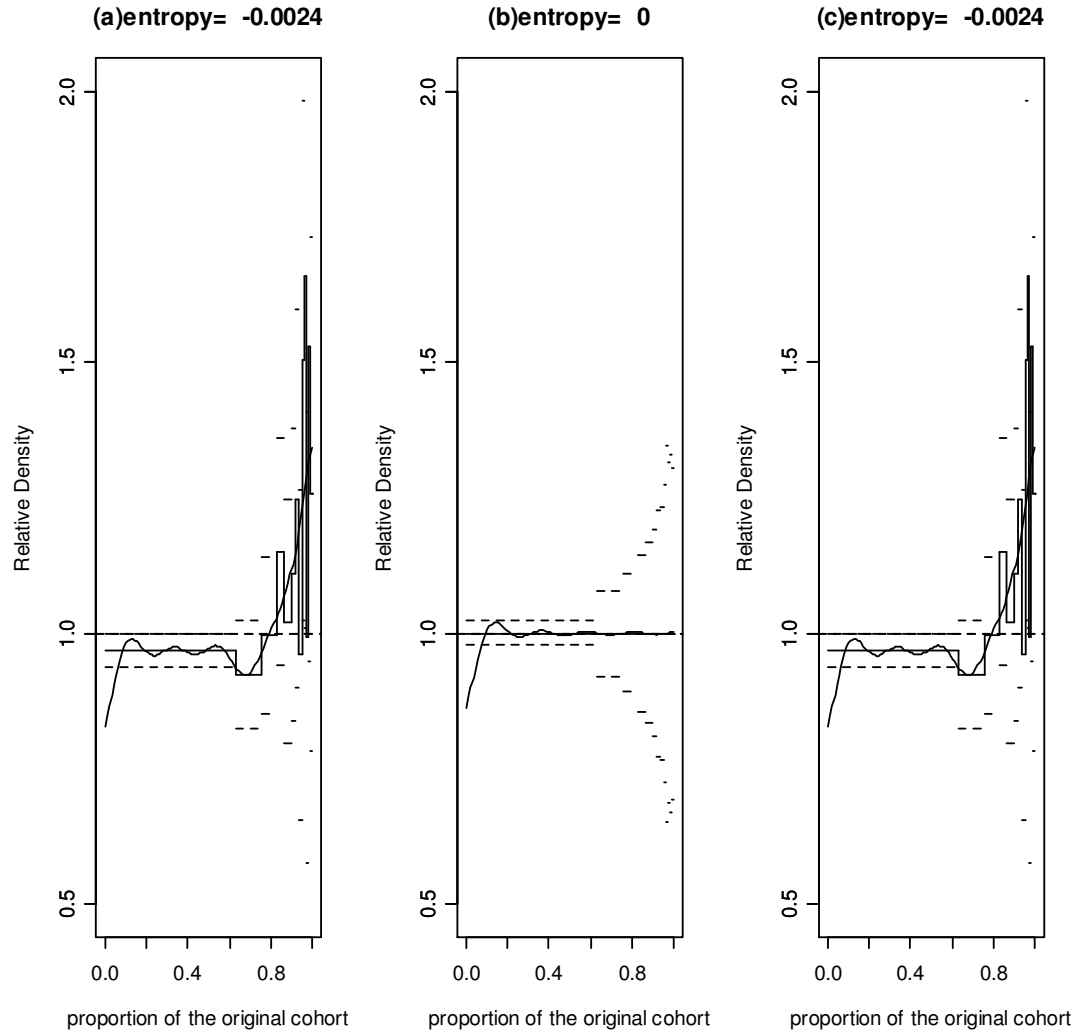 (a)entropy= -0.0024
2.0
1.5
1.0
0.5
Relative Density
0.0 0.4 0.8
proportion of the original cohort
(b)entropy= 0
2.0
1.5
1.0
0.5
Relative Density
0.0 0.4 0.8
proportion of the original cohort
(c)entropy= -0.0024
2.0
1.5
1.0
0.5
Relative Density
0.0 0.4 0.8
proportion of the original cohort